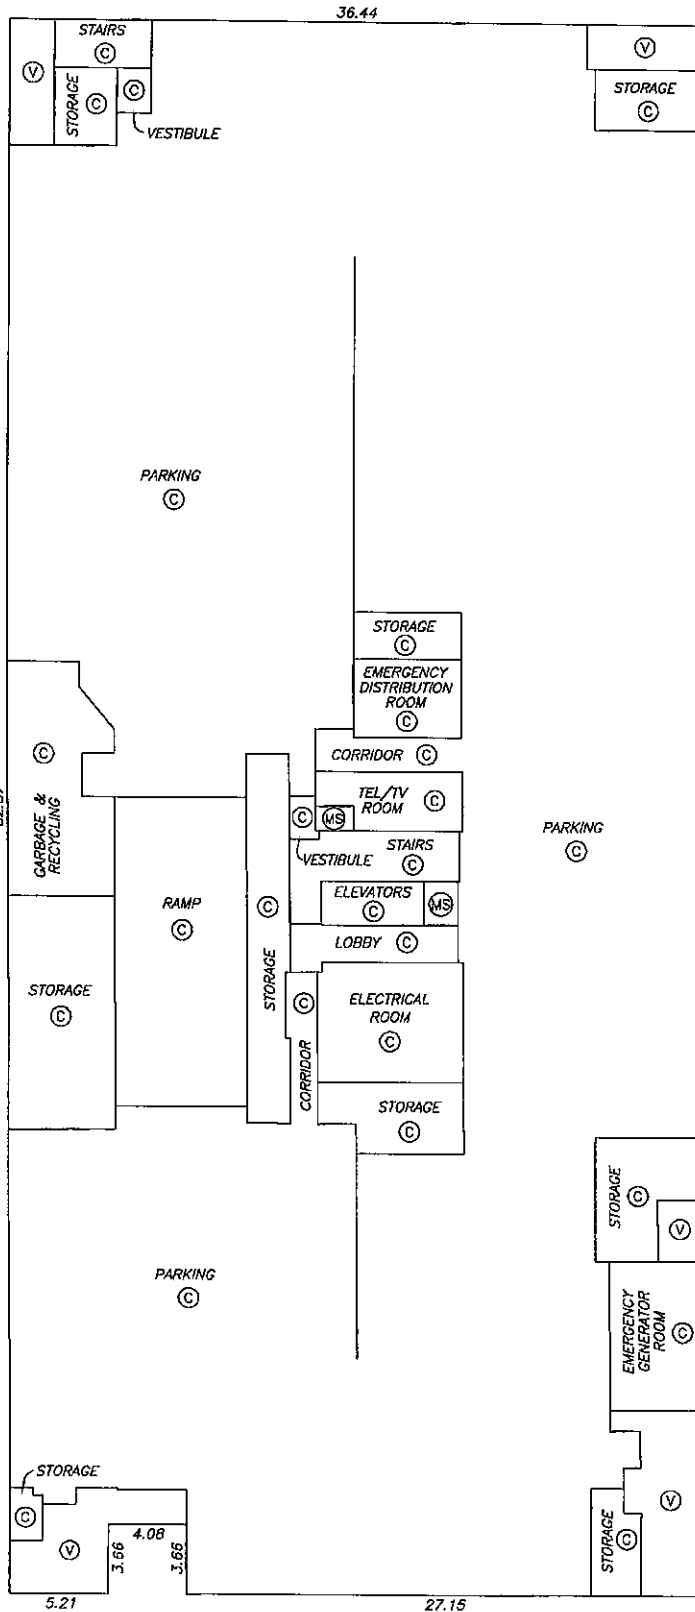 36.44
STAIRS
C
V
V
STORAGE
C
C
VESTIBULE
STORAGE
C
PARKING
C
STORAGE
C
EMERGENCY
DISTRIBUTION
ROOM
C
CORRIDOR C
C
GARBAGE &
RECYCLING
TEL/TV
ROOM
C
C
MS
VESTIBULE
STAIRS
C
PARKING
C
ELEVATORS
C
MS
RAMP
C
C
STORAGE
LOBBY C
STORAGE
C
C
CORRIDOR
ELECTRICAL
ROOM
C
STORAGE
C
STORAGE
C
V
PARKING
C
EMERGENCY
GENERATOR
ROOM
C
STORAGE
C
V
4.08
3.66
3.66
V
STORAGE
C
5.21
27.15